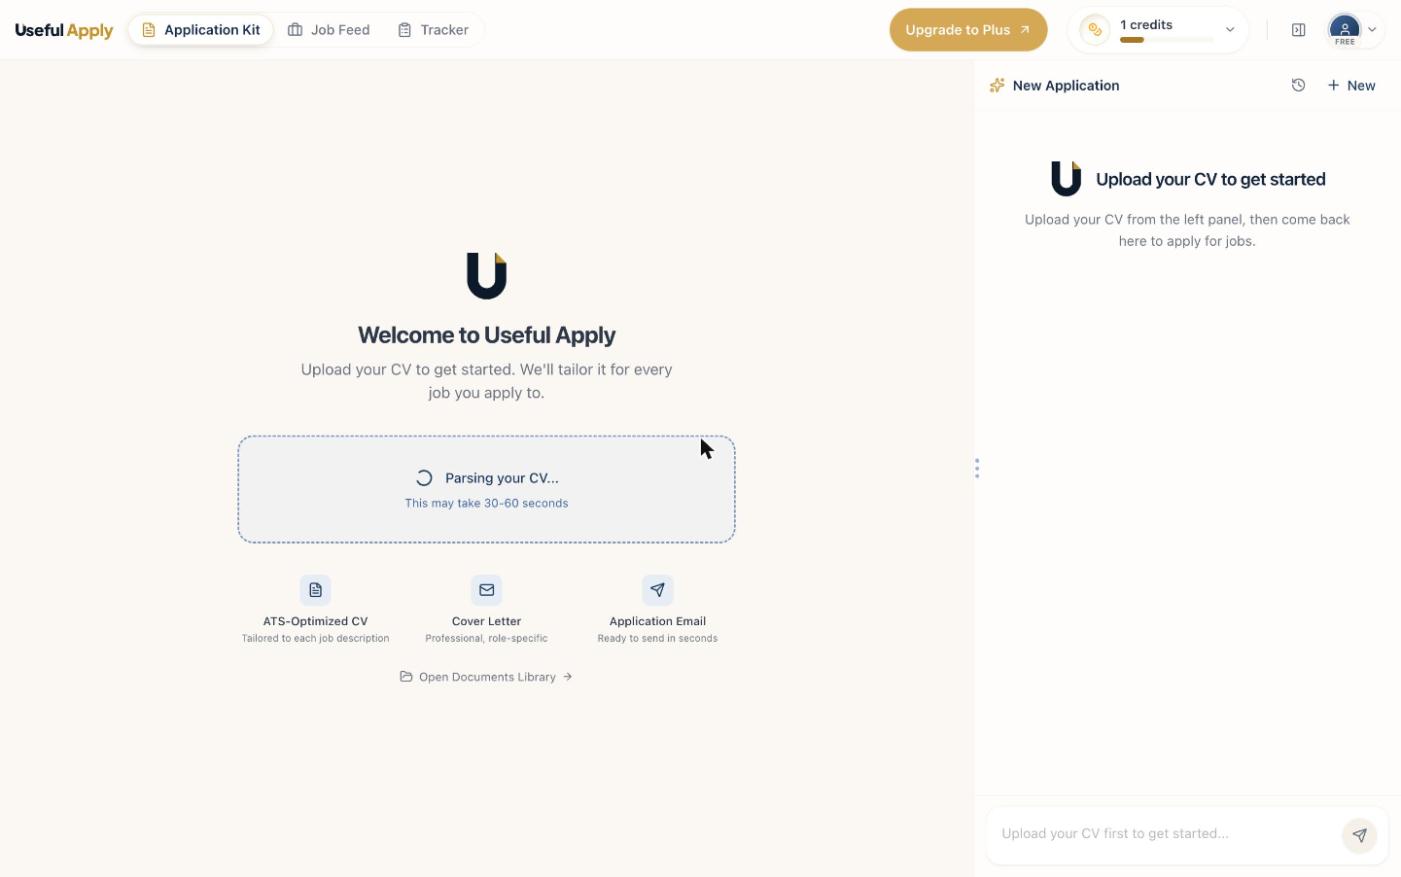 Useful Apply
Application Kit
Job Feed
Tracker
Upgrade to Plus
1 credits
FREE
New Application
New
Upload your CV to get started
Upload your CV from the left panel, then come back
here to apply for jobs.
Welcome to Useful Apply
Upload your CV to get started. We'll tailor it for every
job you apply to.
Parsing your CV...
This may take 30-60 seconds
ATS-Optimized CV
Tailored to each job description
Cover Letter
Professional, role-specific
Application Email
Ready to send in seconds
Open Documents Library
Upload your CV first to get started...